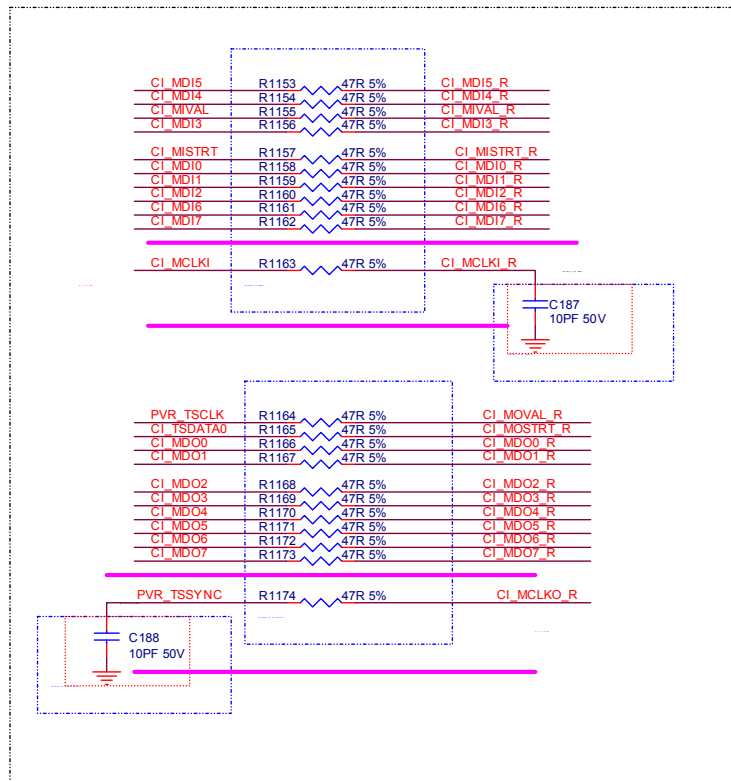 CI_MDI5 R1153 47R 5% CI_MDI5_R
CI_MDI4 R1154 47R 5% CI_MDI4_R
CI_MIVAL R1155 47R 5% CI_MIVAL_R
CI_MDI3 R1156 47R 5% CI_MDI3_R
CI_MISTRT R1157 47R 5% CI_MISTRT_R
CI_MDI0 R1158 47R 5% CI_MDI0_R
CI_MDI1 R1159 47R 5% CI_MDI1_R
CI_MDI2 R1160 47R 5% CI_MDI2_R
CI_MDI6 R1161 47R 5% CI_MDI6_R
CI_MDI7 R1162 47R 5% CI_MDI7_R
CI_MCLKI R1163 47R 5% CI_MCLKI_R
C187
10PF 50V
PVR_TSCLK R1164 47R 5% CI_MOVAL_R
CI_TSDATA0 R1165 47R 5% CI_MOSTRT_R
CI_MDO0 R1166 47R 5% CI_MDO0_R
CI_MDO1 R1167 47R 5% CI_MDO1_R
CI_MDO2 R1168 47R 5% CI_MDO2_R
CI_MDO3 R1169 47R 5% CI_MDO3_R
CI_MDO4 R1170 47R 5% CI_MDO4_R
CI_MDO5 R1171 47R 5% CI_MDO5_R
CI_MDO6 R1172 47R 5% CI_MDO6_R
CI_MDO7 R1173 47R 5% CI_MDO7_R
PVR_TSSYNC R1174 47R 5% CI_MCLKO_R
C188
10PF 50V